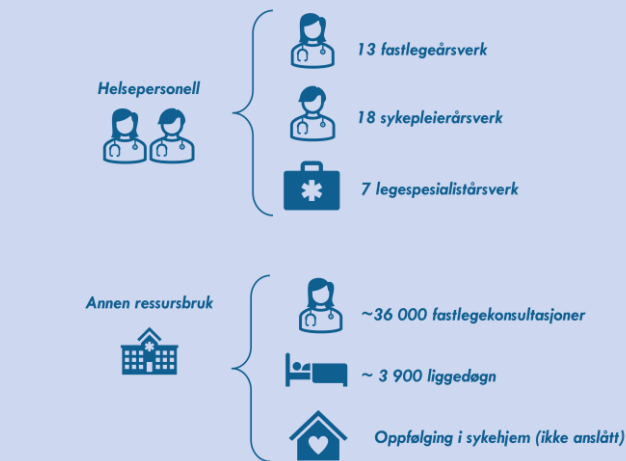 Helsepersonell
13 fastlegeårsverk
18 sykepleierårsverk
7 legespesialistårsverk
Annen ressursbruk
~36 000 fastlegekonsultasjoner
~ 3 900 liggedøgn
Oppfølging i sykehjem (ikke anslått)